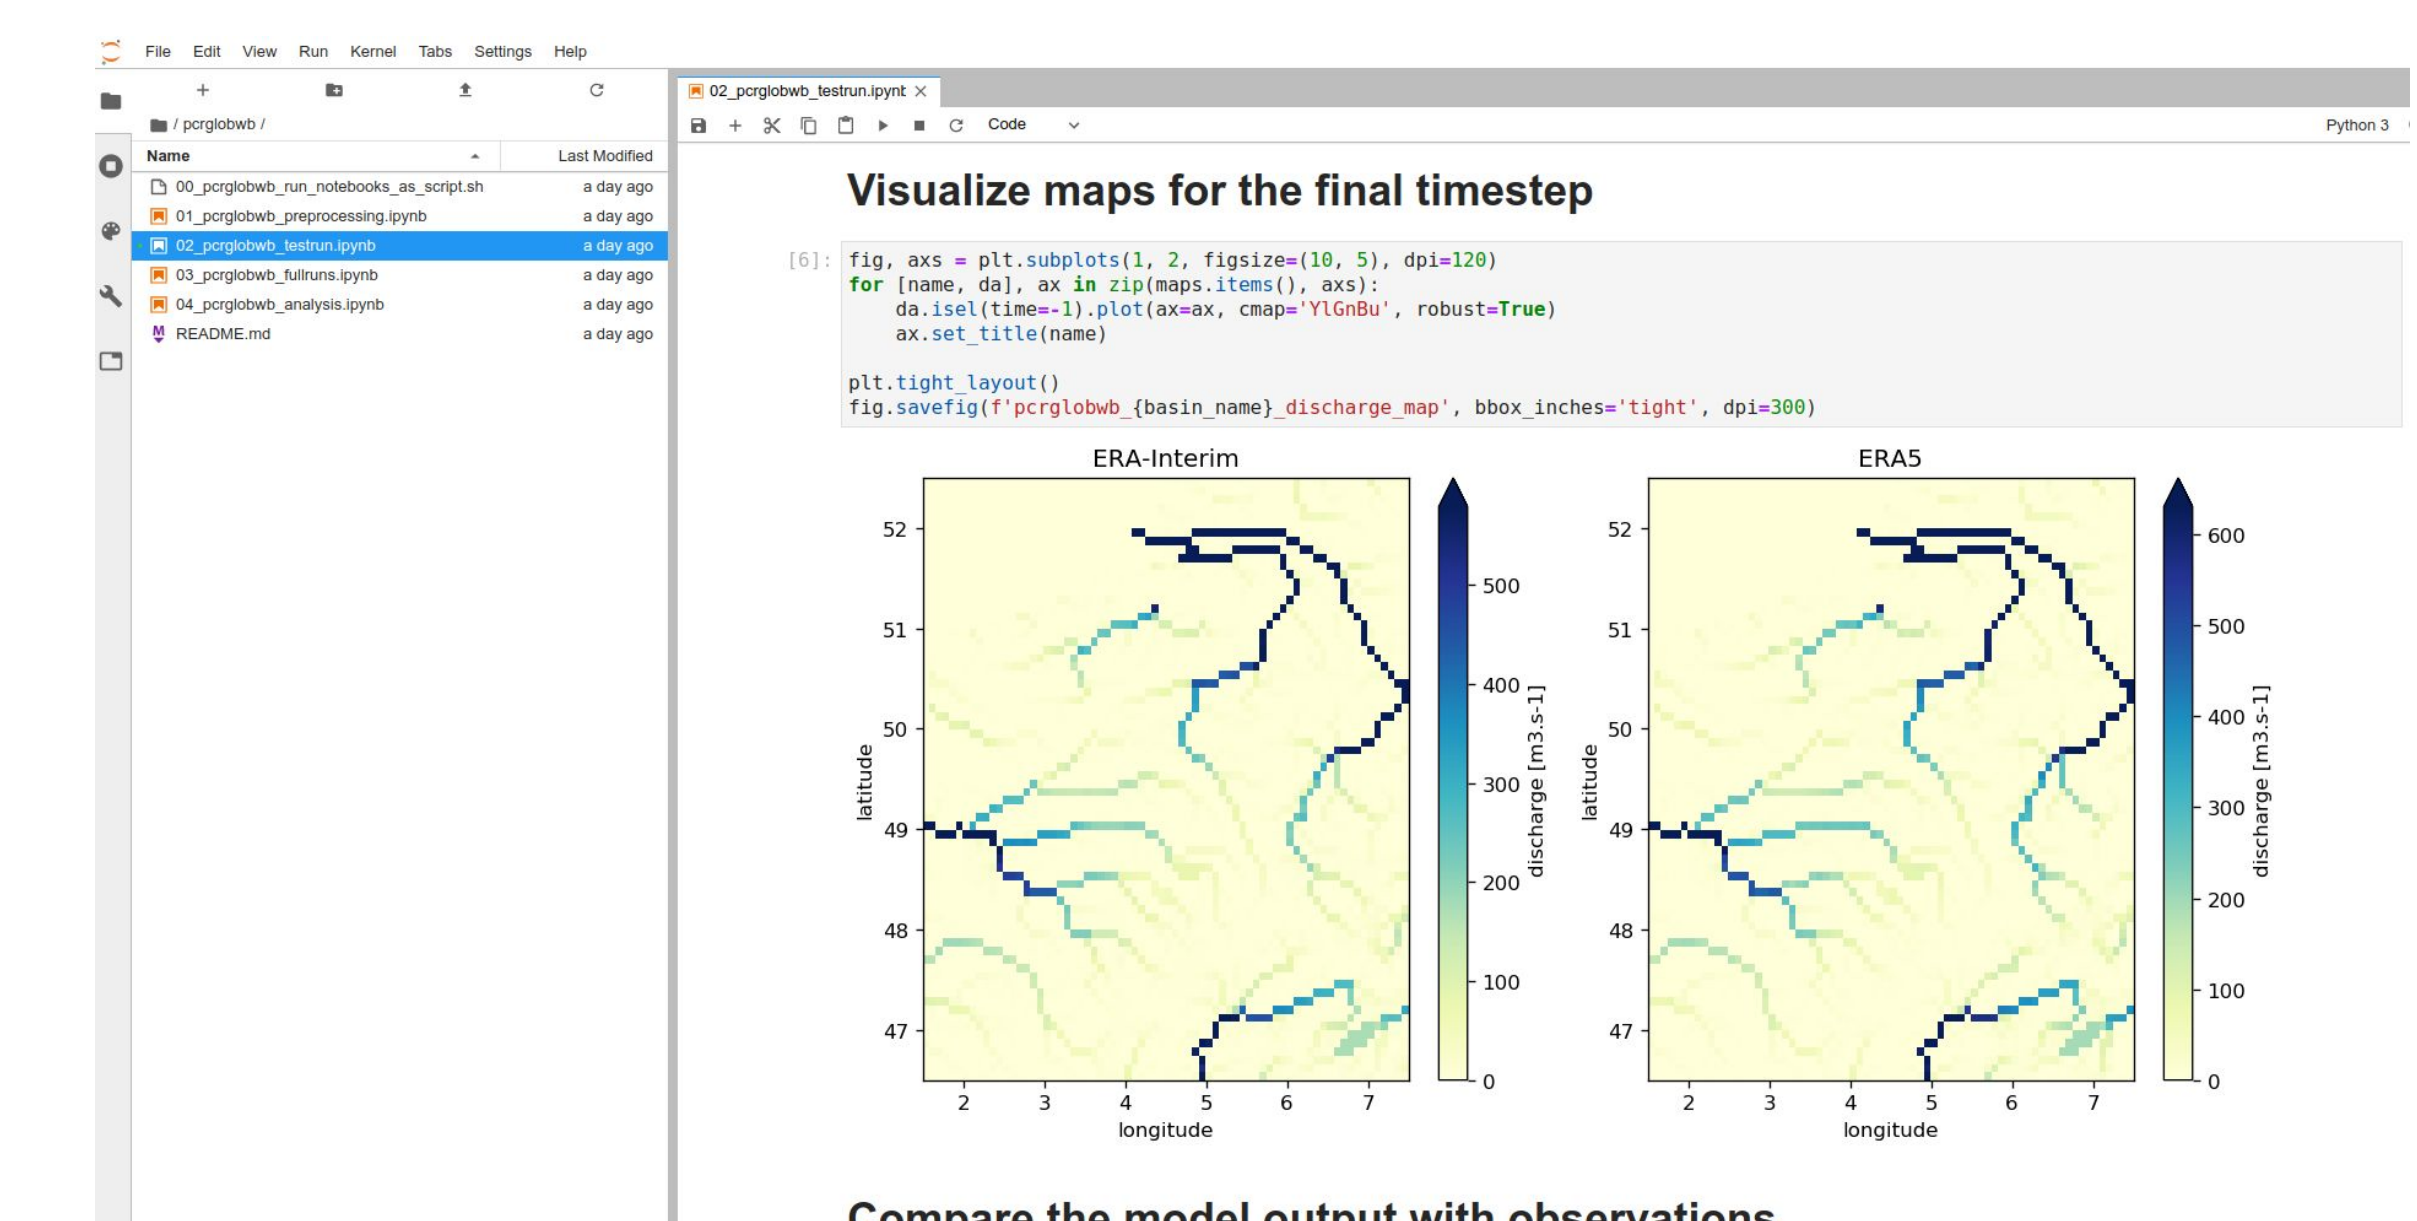 File Edit View Run Kernel Tabs Settings Help
/ pcrglobwb /
Name Last Modified
00_pcrglobwb_run_notebooks_as_script.sh a day ago
01_pcrglobwb_preprocessing.ipynb a day ago
02_pcrglobwb_testrun.ipynb a day ago
03_pcrglobwb_fullruns.ipynb a day ago
04_pcrglobwb_analysis.ipynb a day ago
README.md a day ago
02_pcrglobwb_testrun.ipynb
Code Python 3
Visualize maps for the final timestep
[6]: fig, axs = plt.subplots(1, 2, figsize=(10, 5), dpi=120)
for [name, da], ax in zip(maps.items(), axs):
    da.isel(time=-1).plot(ax=ax, cmap='YlGnBu', robust=True)
    ax.set_title(name)
plt.tight_layout()
fig.savefig(f'pcrglobwb_{basin_name}_discharge_map', bbox_inches='tight', dpi=300)
ERA-Interim
52
51
50
49
48
47
latitude
2 3 4 5 6 7
longitude
500
400
300
200
100
0
discharge [m3.s-1]
ERA5
52
51
50
49
48
47
latitude
2 3 4 5 6 7
longitude
600
500
400
300
200
100
0
discharge [m3.s-1]
Compare the model output with observations